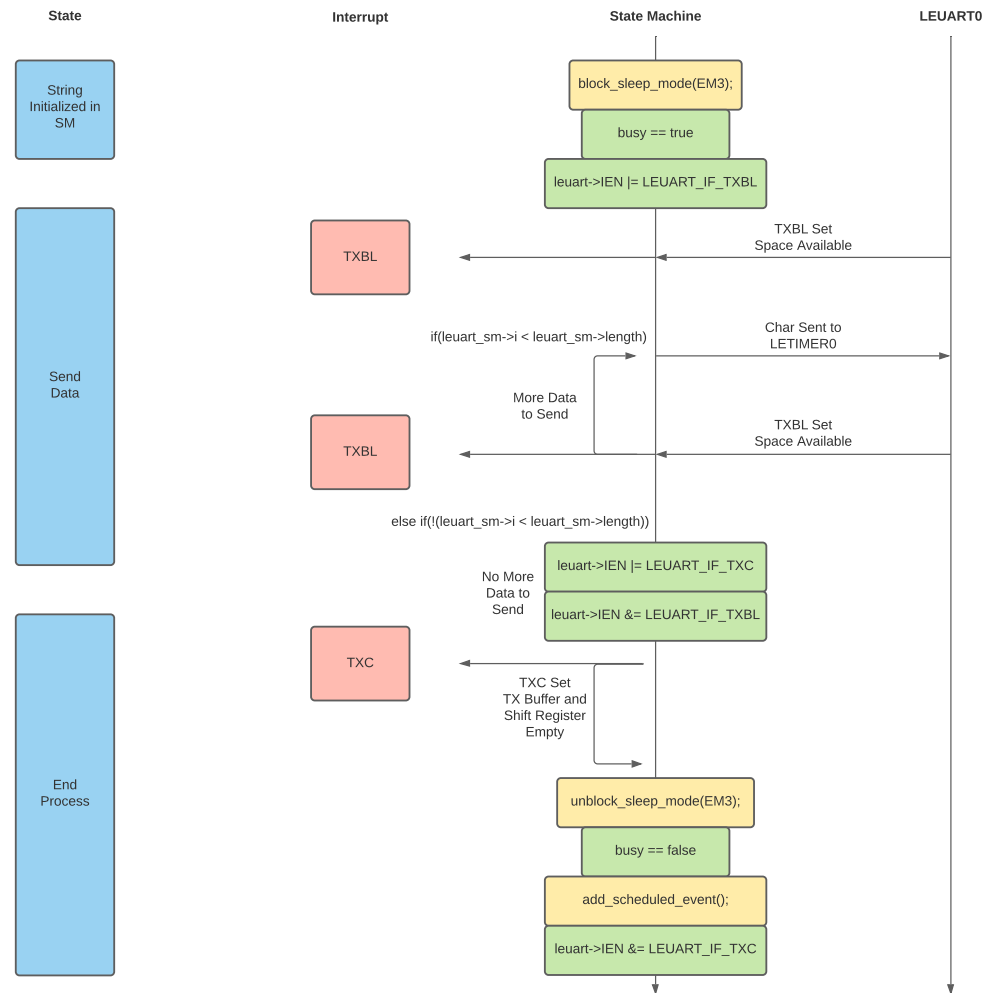 State
Interrupt
State Machine
LEUART0
String
Initialized in
SM
block_sleep_mode(EM3);
busy == true
leuart->IEN |= LEUART_IF_TXBL
TXBL
TXBL Set
Space Available
if(leuart_sm->i < leuart_sm->length)
Char Sent to
LETIMER0
Send
Data
More Data
to Send
TXBL
TXBL Set
Space Available
else if(!(leuart_sm->i < leuart_sm->length))
leuart->IEN |= LEUART_IF_TXC
No More
Data to
Send
leuart->IEN &= LEUART_IF_TXBL
TXC
TXC Set
TX Buffer and
Shift Register
Empty
End
Process
unblock_sleep_mode(EM3);
busy == false
add_scheduled_event();
leuart->IEN &= LEUART_IF_TXC